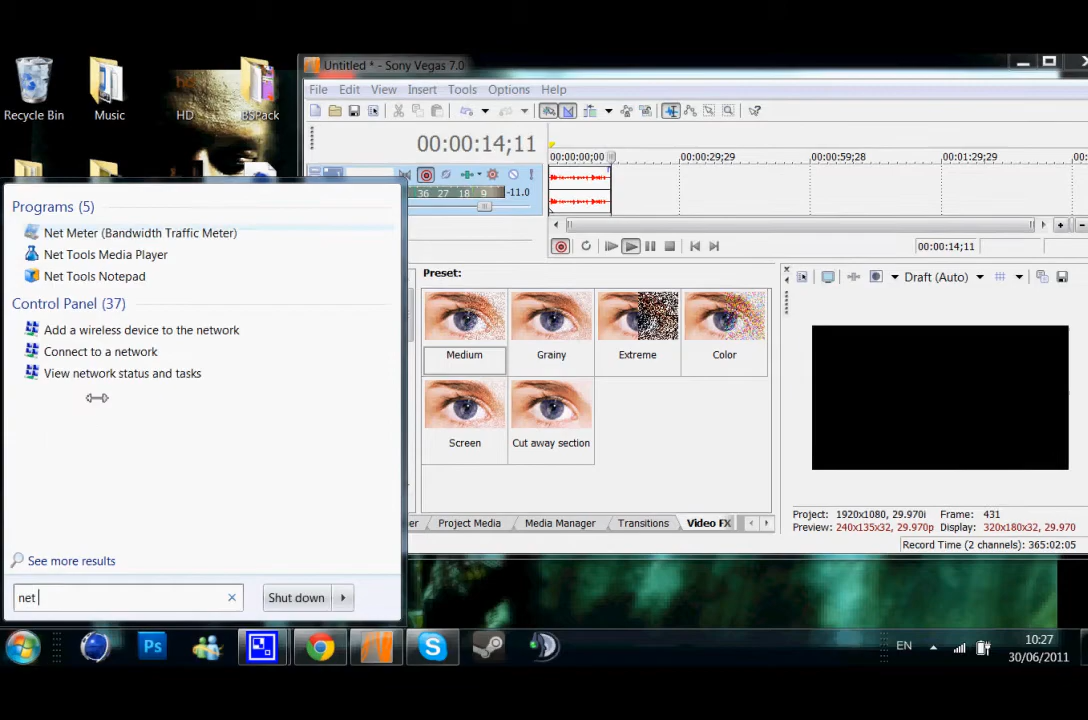 Recycle Bin
Music
HD
BSPack
Untitled * - Sony Vegas 7.0
File Edit View Insert Tools Options Help
00:00:14;11
00:00:00;00 00:00:29;29 00:00:59;28 00:01:29;29
36 27 18 9 -11.0
00:00:14;11
Programs (5)
Net Meter (Bandwidth Traffic Meter)
Net Tools Media Player
Net Tools Notepad
Control Panel (37)
Add a wireless device to the network
Connect to a network
View network status and tasks
See more results
net
Shut down
Preset:
Medium
Grainy
Extreme
Color
Screen
Cut away section
Project Media
Media Manager
Transitions
Video FX
Draft (Auto)
Project: 1920x1080, 29.970i Frame: 431
Preview: 240x135x32, 29.970p Display: 320x180x32, 29.970
Record Time (2 channels): 365:02:05
Ps
EN
10:27
30/06/2011